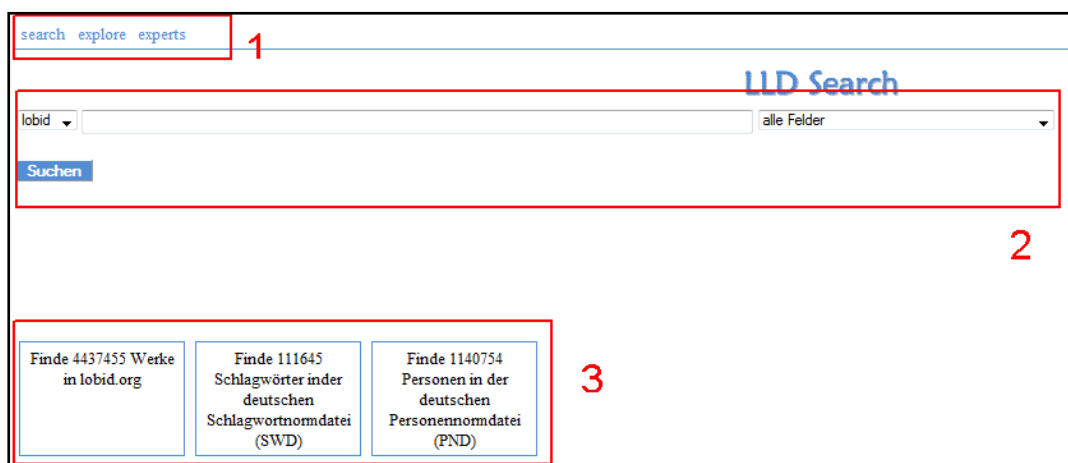 search explore experts
1
LLD Search
lobid
alle Felder
Suchen
2
Finde 4437455 Werke
in lobid.org
Finde 111645
Schlagwörter inder
deutschen
Schlagwortnormdatei
(SWD)
Finde 1140754
Personen in der
deutschen
Personennormdatei
(PND)
3